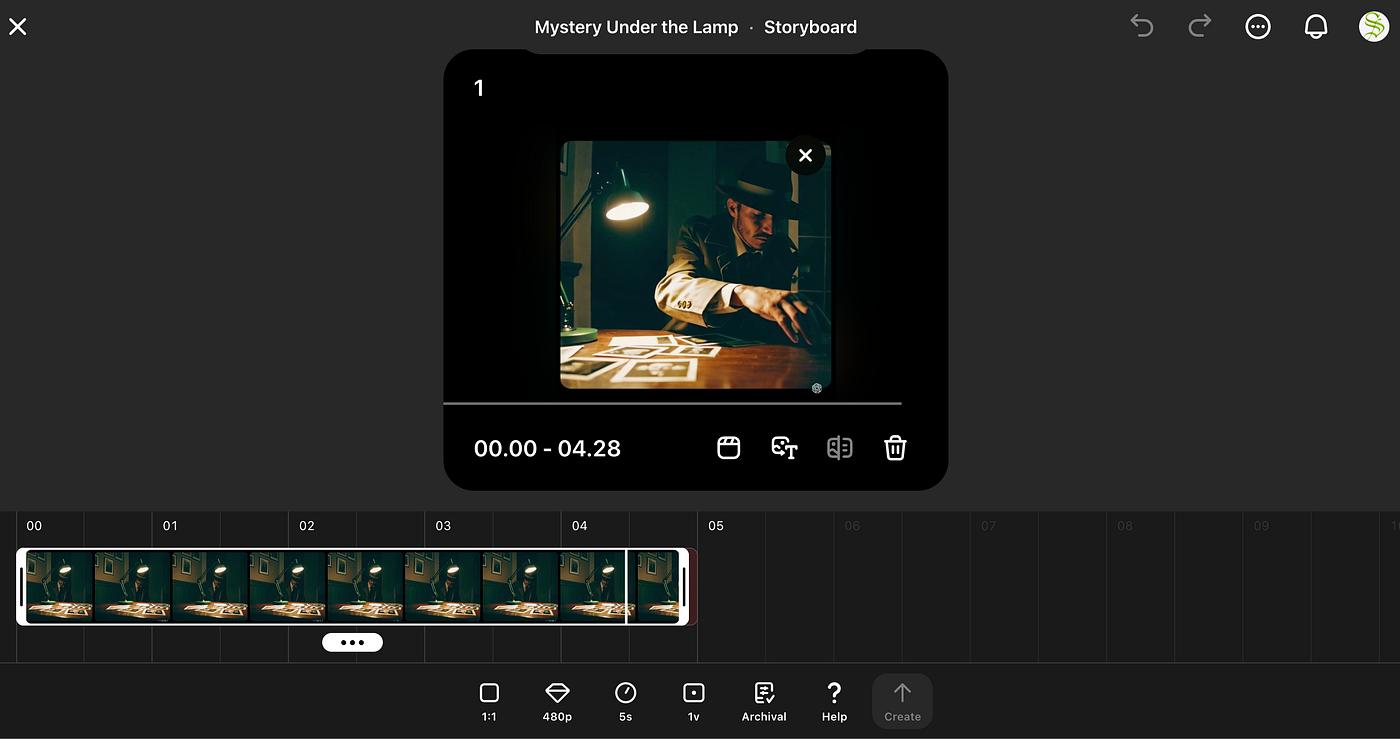 Mystery Under the Lamp · Storyboard
1
00.00 - 04.28
00 01 02 03 04 05 06 07 08 09 10
1:1 480p 5s 1v Archival Help Create